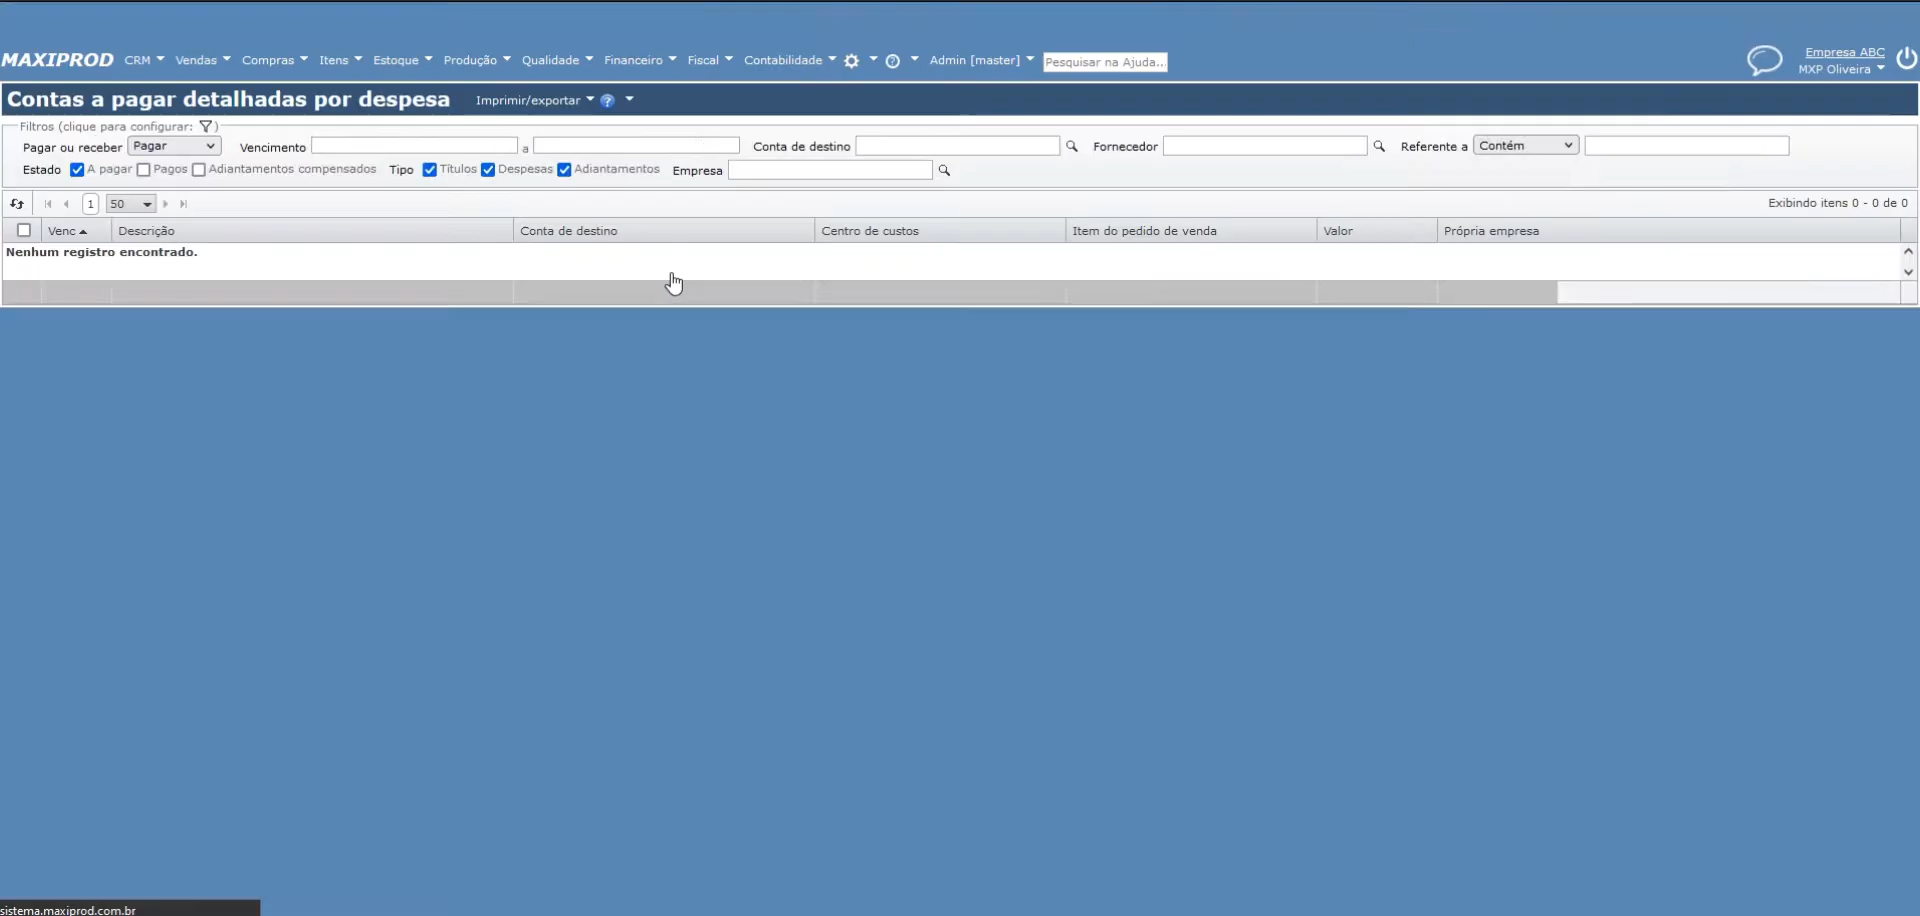 MAXIPROD CRM Vendas Compras Itens Estoque Produção Qualidade Financeiro Fiscal Contabilidade Admin [master] Pesquisar na Ajuda... Empresa ABC
MXP Oliveira
Contas a pagar detalhadas por despesa Imprimir/exportar ?
Filtros (clique para configurar: )
Pagar ou receber Pagar Vencimento a Conta de destino Fornecedor Referente a Contém
Estado A pagar Pagos Adiantamentos compensados Tipo Títulos Despesas Adiantamentos Empresa
1 50 Exibindo itens 0 - 0 de 0
Venc Descrição Conta de destino Centro de custos Item do pedido de venda Valor Própria empresa
Nenhum registro encontrado.
sistema.maxiprod.com.br